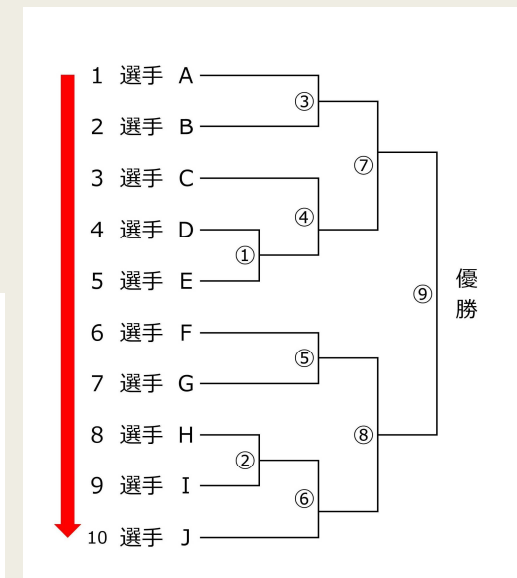 1 選手 A
③
2 選手 B
⑦
3 選手 C
④
4 選手 D
①
5 選手 E
優勝
⑨
6 選手 F
⑤
7 選手 G
8 選手 H
⑧
②
9 選手 I
⑥
10 選手 J